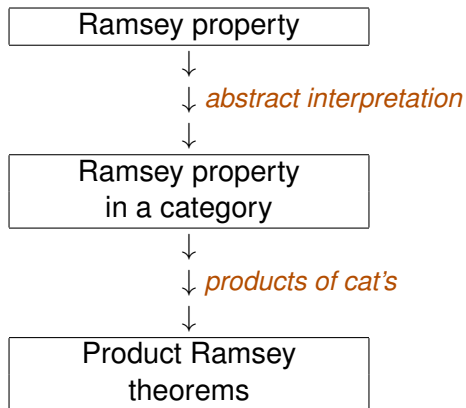 Ramsey property
↓
↓ abstract interpretation
↓
Ramsey property
in a category
↓
↓ products of cat's
↓
Product Ramsey
theorems